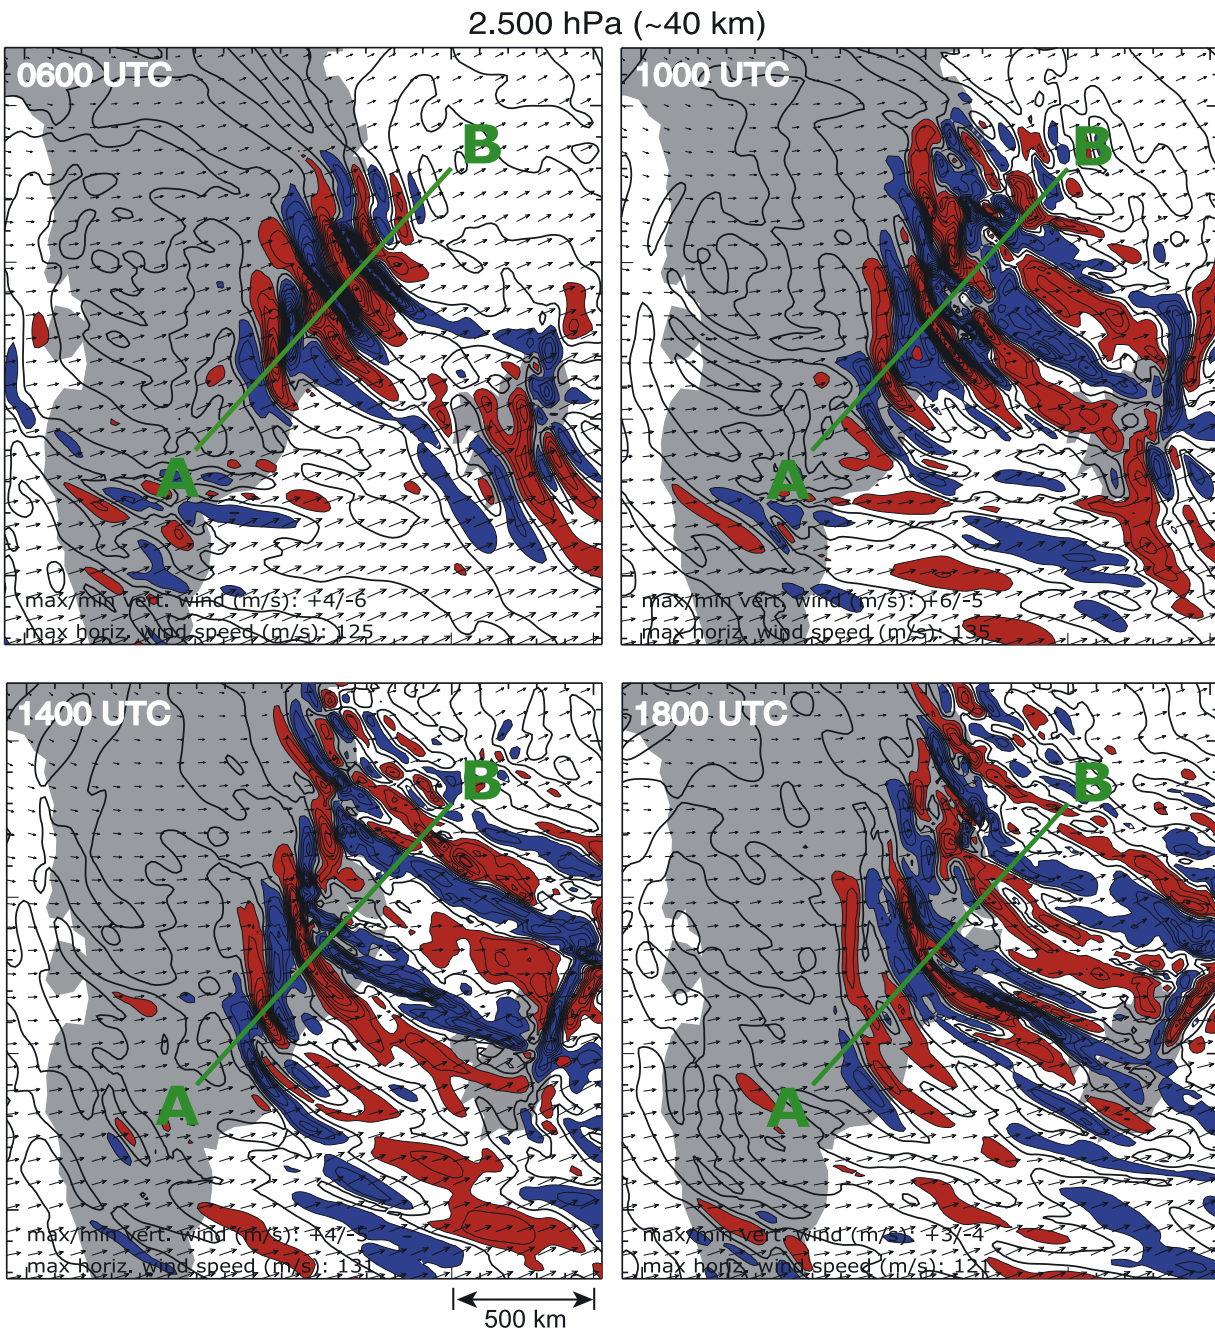 2.500 hPa (~40 km)
0600 UTC
B
A
max/min vert. wind (m/s): +4/-6
max horiz. wind speed (m/s): 125
1000 UTC
B
A
max/min vert. wind (m/s): +6/-5
max horiz. wind speed (m/s): 135
1400 UTC
B
A
max/min vert. wind (m/s): +4/-5
max horiz. wind speed (m/s): 131
1800 UTC
B
A
max/min vert. wind (m/s): +3/-4
max horiz. wind speed (m/s): 121
500 km